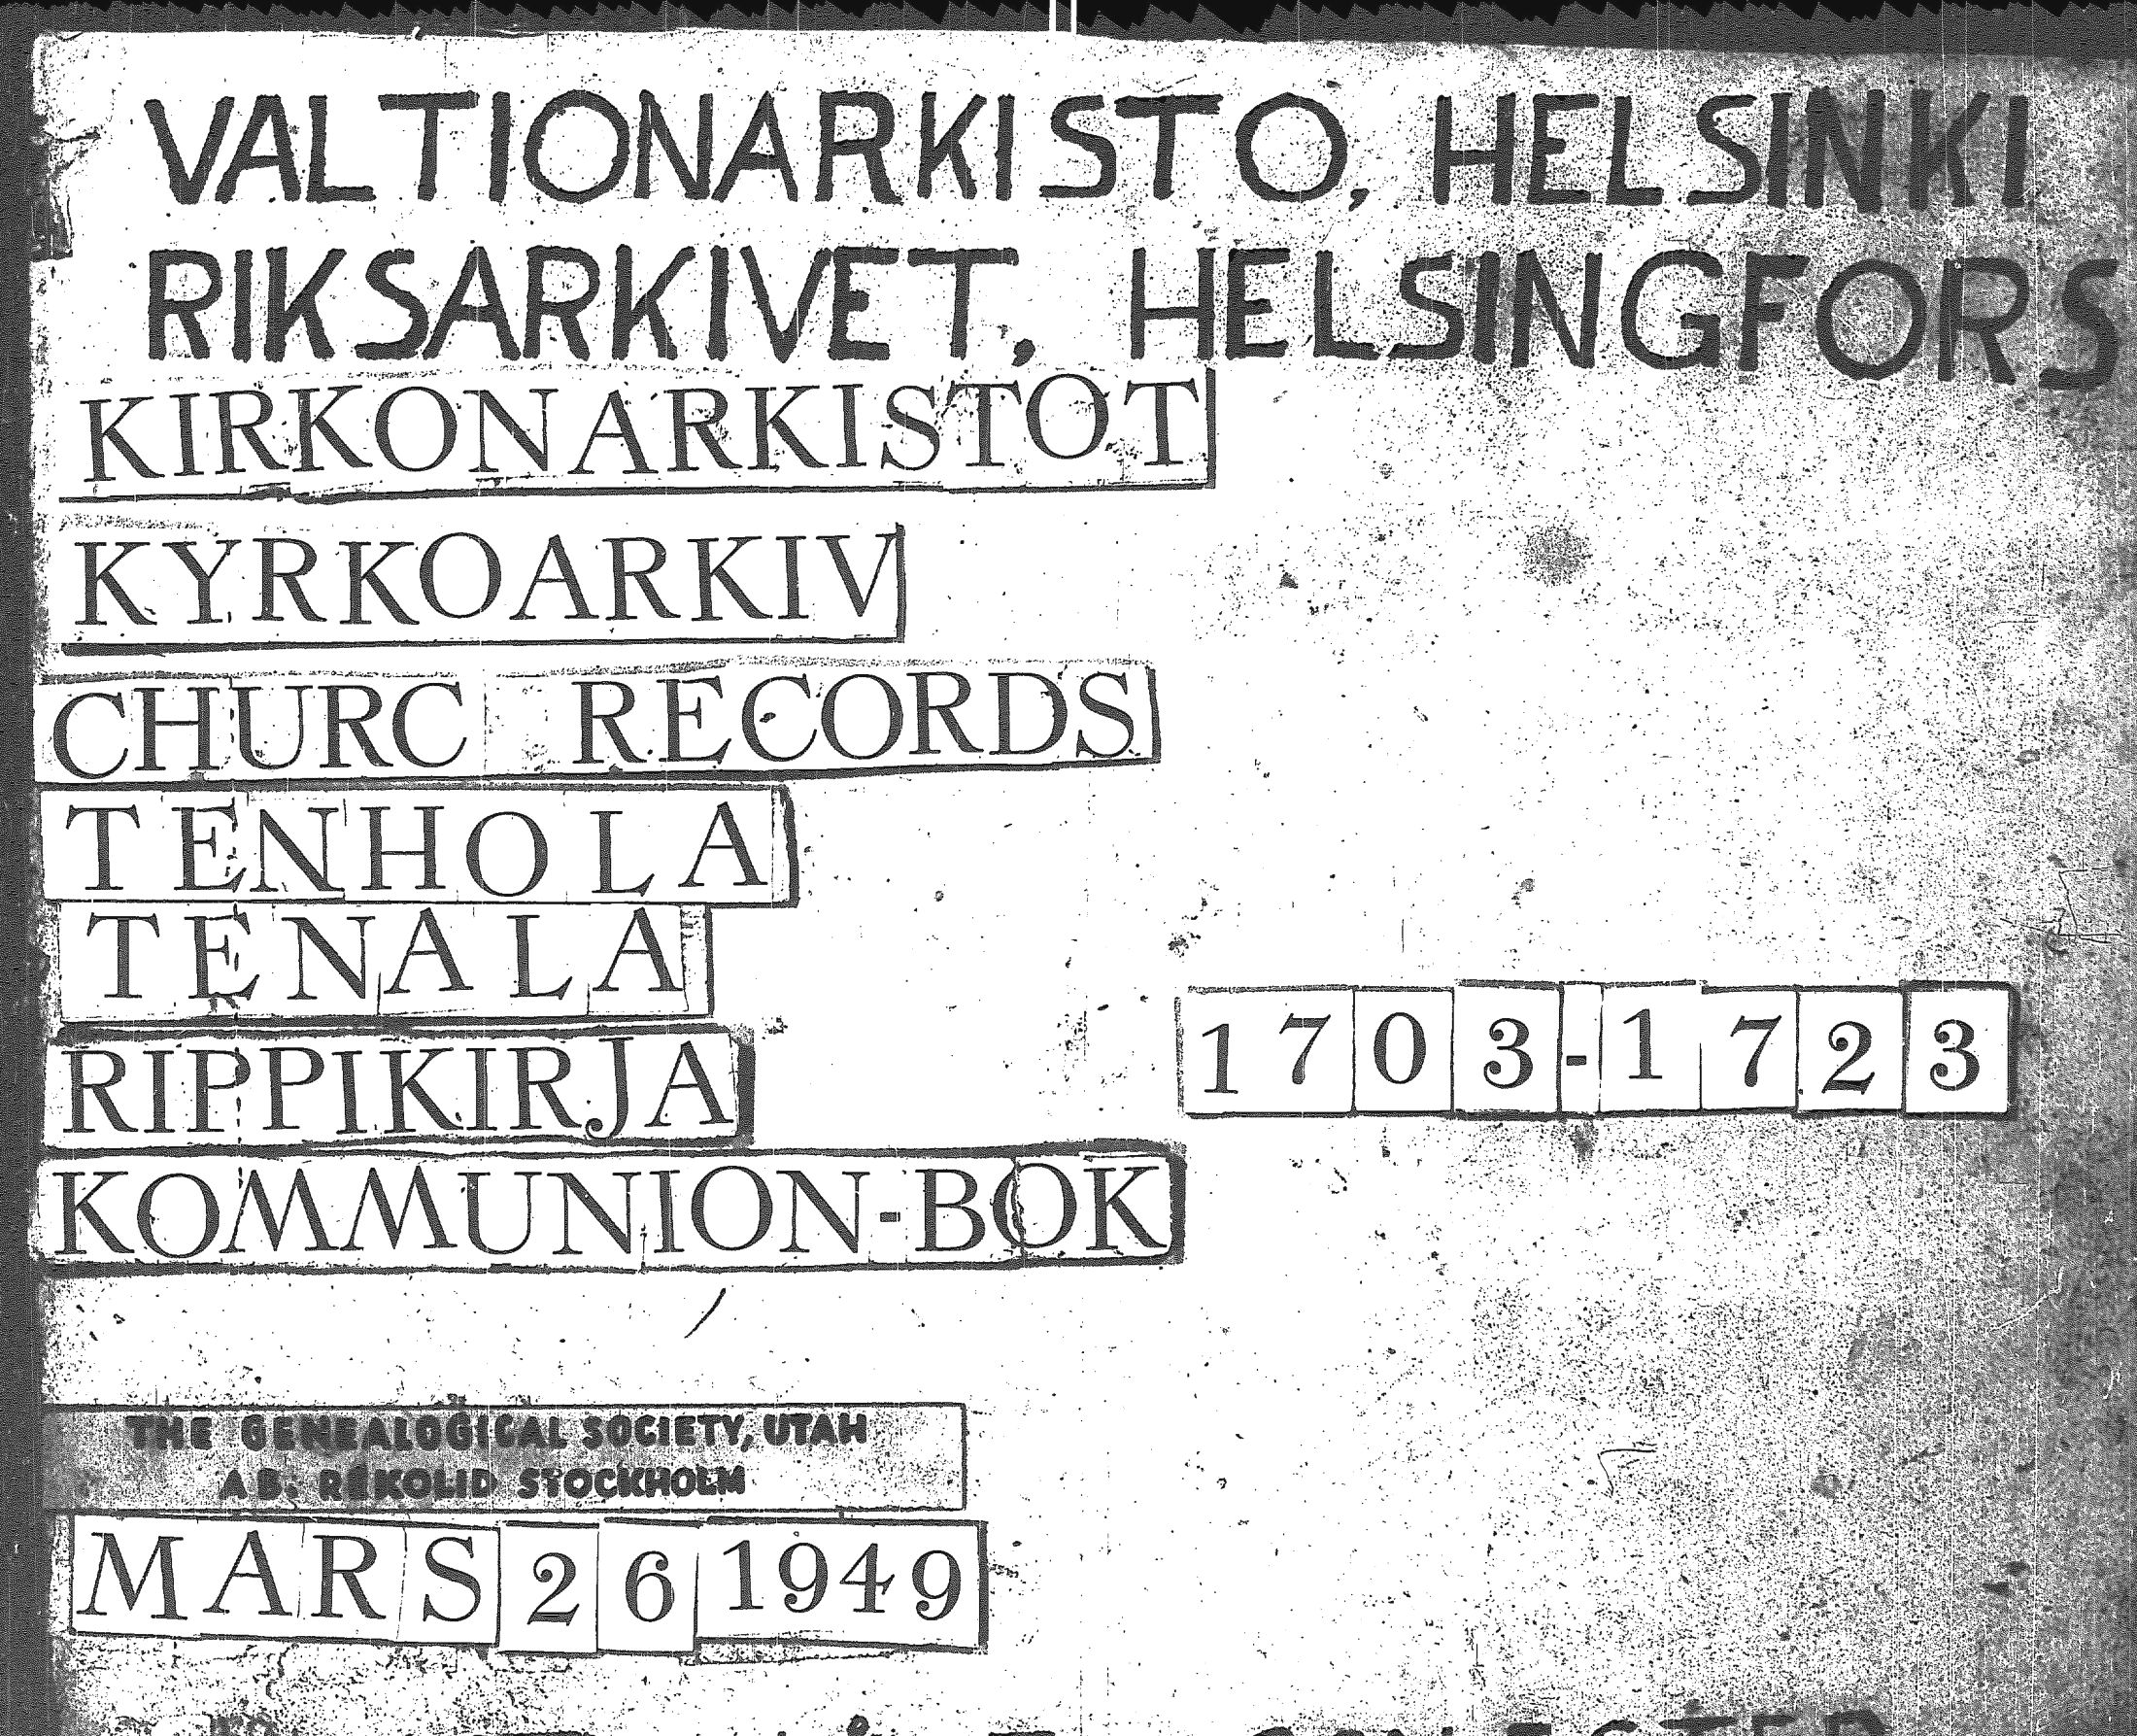 VALTIONARKISTO, HELSINKI
RIKSARKIVET, HELSINGFORS
KIRKONARKISTOT
KYRKOARKIV
CHURC RECORDS
TENHOLA
TENALA
RIPPIKIRJA
1703-1723
KOMMUNION-BOK
THE GENEALOGICAL SOCIETY, UTAH
AB. REKOLID STOCKHOLM
MARS 26 1949